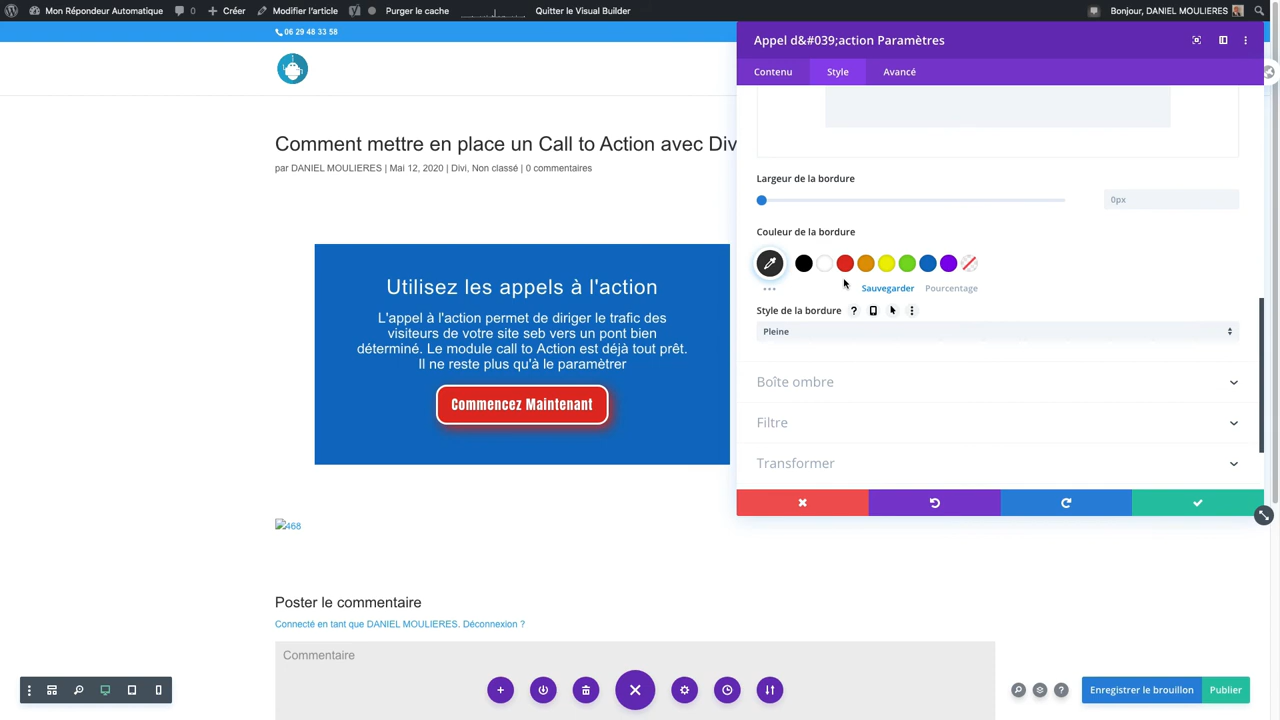 Mon Répondeur Automatique
0
Créer
Modifier l'article
Purger le cache
Quitter le Visual Builder
Bonjour, DANIEL MOULIERES
06 29 48 33 58
Appel d&#039;action Paramètres
Contenu
Style
Avancé
Comment mettre en place un Call to Action avec Div
par DANIEL MOULIERES | Mai 12, 2020 | Divi, Non classé | 0 commentaires
Largeur de la bordure
0px
Couleur de la bordure
Sauvegarder
Pourcentage
Style de la bordure
Pleine
Boîte ombre
Filtre
Transformer
Utilisez les appels à l'action
L'appel à l'action permet de diriger le trafic des
visiteurs de votre site seb vers un pont bien
déterminé. Le module call to Action est déjà tout prêt.
Il ne reste plus qu'à le paramètrer
Commencez Maintenant
468
Poster le commentaire
Connecté en tant que DANIEL MOULIERES. Déconnexion ?
Commentaire
Enregistrer le brouillon
Publier